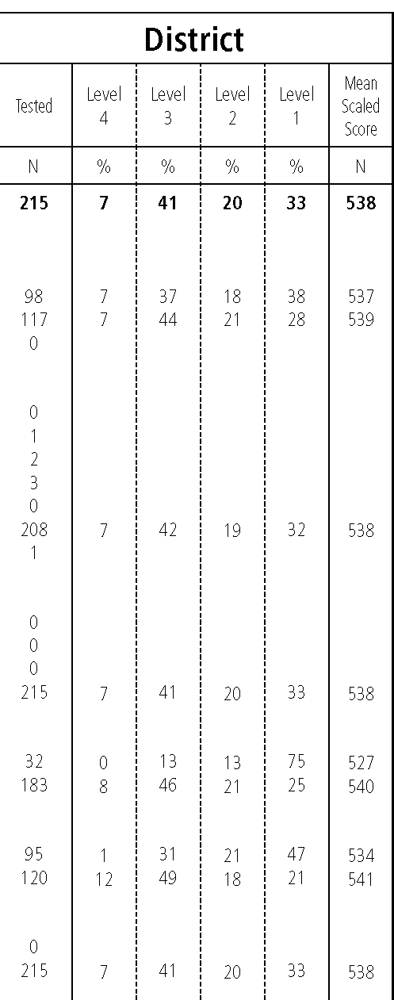 District
Tested Level 4 Level 3 Level 2 Level 1 Mean Scaled Score
N % % % % N
215 7 41 20 33 538
98 7 37 18 38 537
117 7 44 21 28 539
0
0
1
2
3
0
208 7 42 19 32 538
1
0
0
0
215 7 41 20 33 538
32 0 13 13 75 527
183 8 46 21 25 540
95 1 31 21 47 534
120 12 49 18 21 541
0
215 7 41 20 33 538